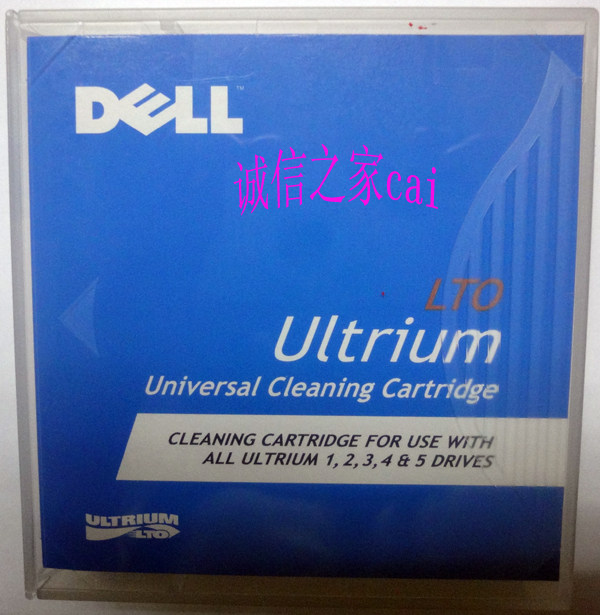 DELL™
诚信之家cai
LTO
Ultrium
Universal Cleaning Cartridge
CLEANING CARTRIDGE FOR USE WITH
ALL ULTRIUM 1, 2, 3, 4 & 5 DRIVES
ULTRIUM
LTO